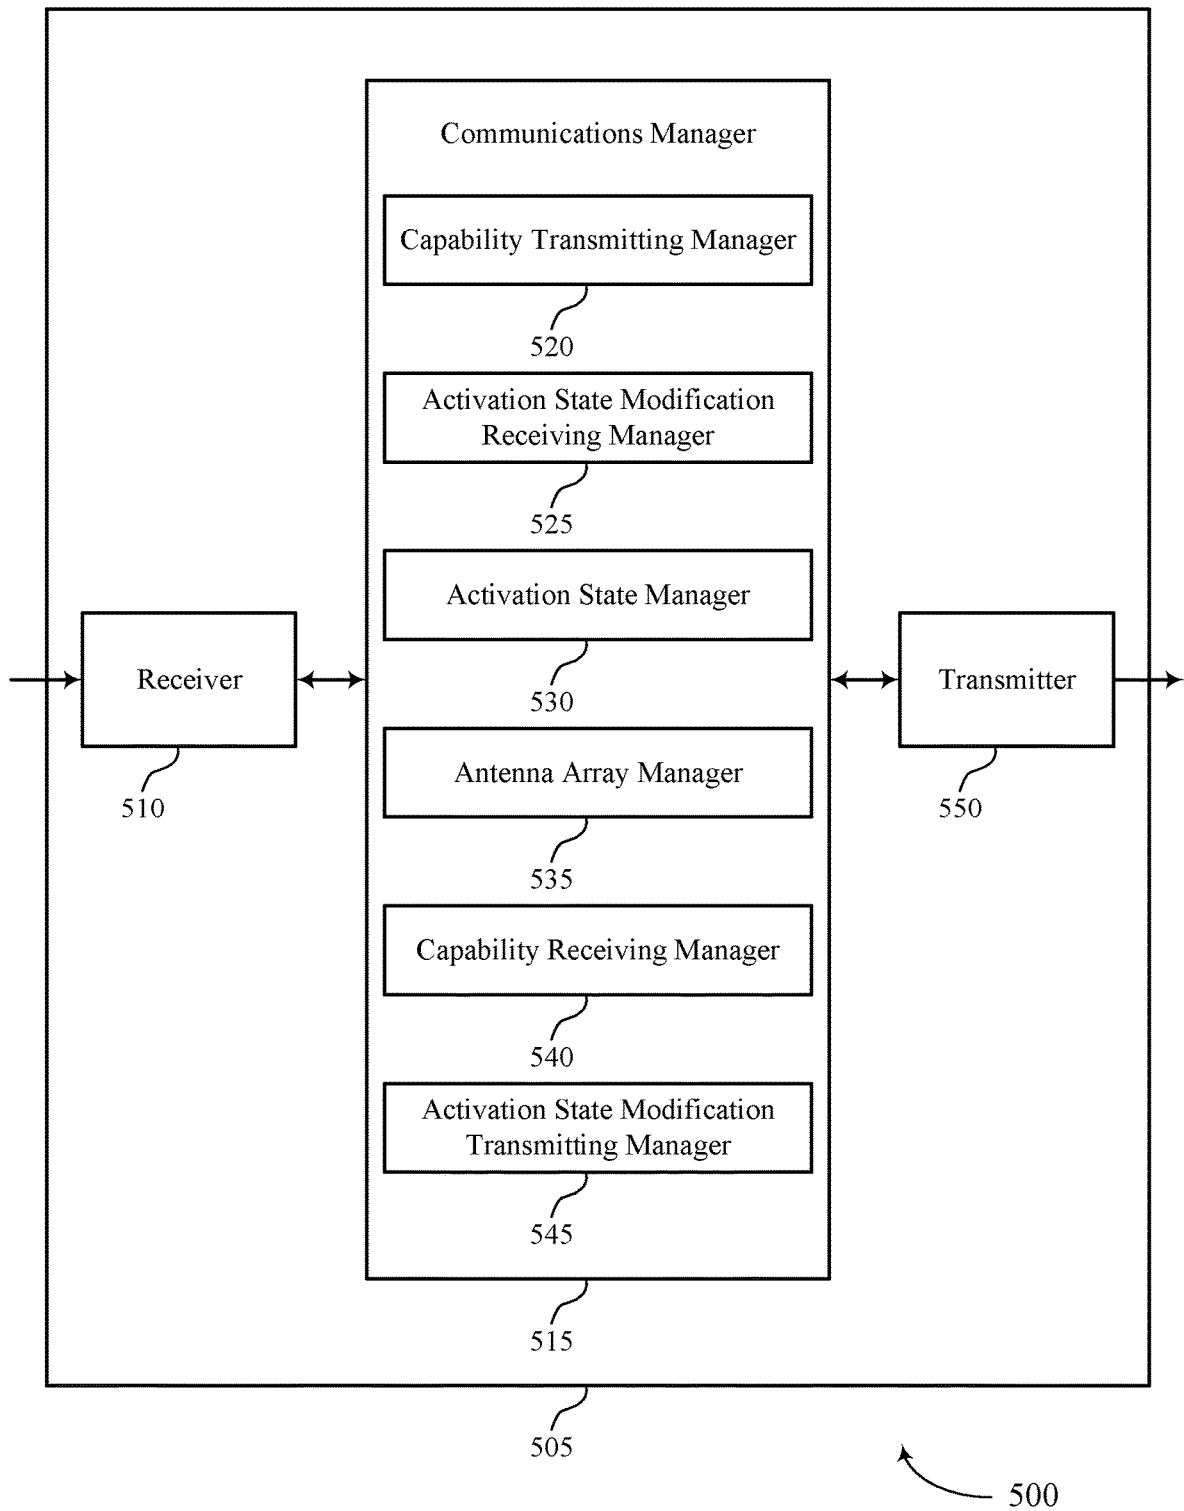 Communications Manager
Capability Transmitting Manager
520
Activation State Modification
Receiving Manager
525
Activation State Manager
530
Receiver
510
Transmitter
550
Antenna Array Manager
535
Capability Receiving Manager
540
Activation State Modification
Transmitting Manager
545
515
505
500